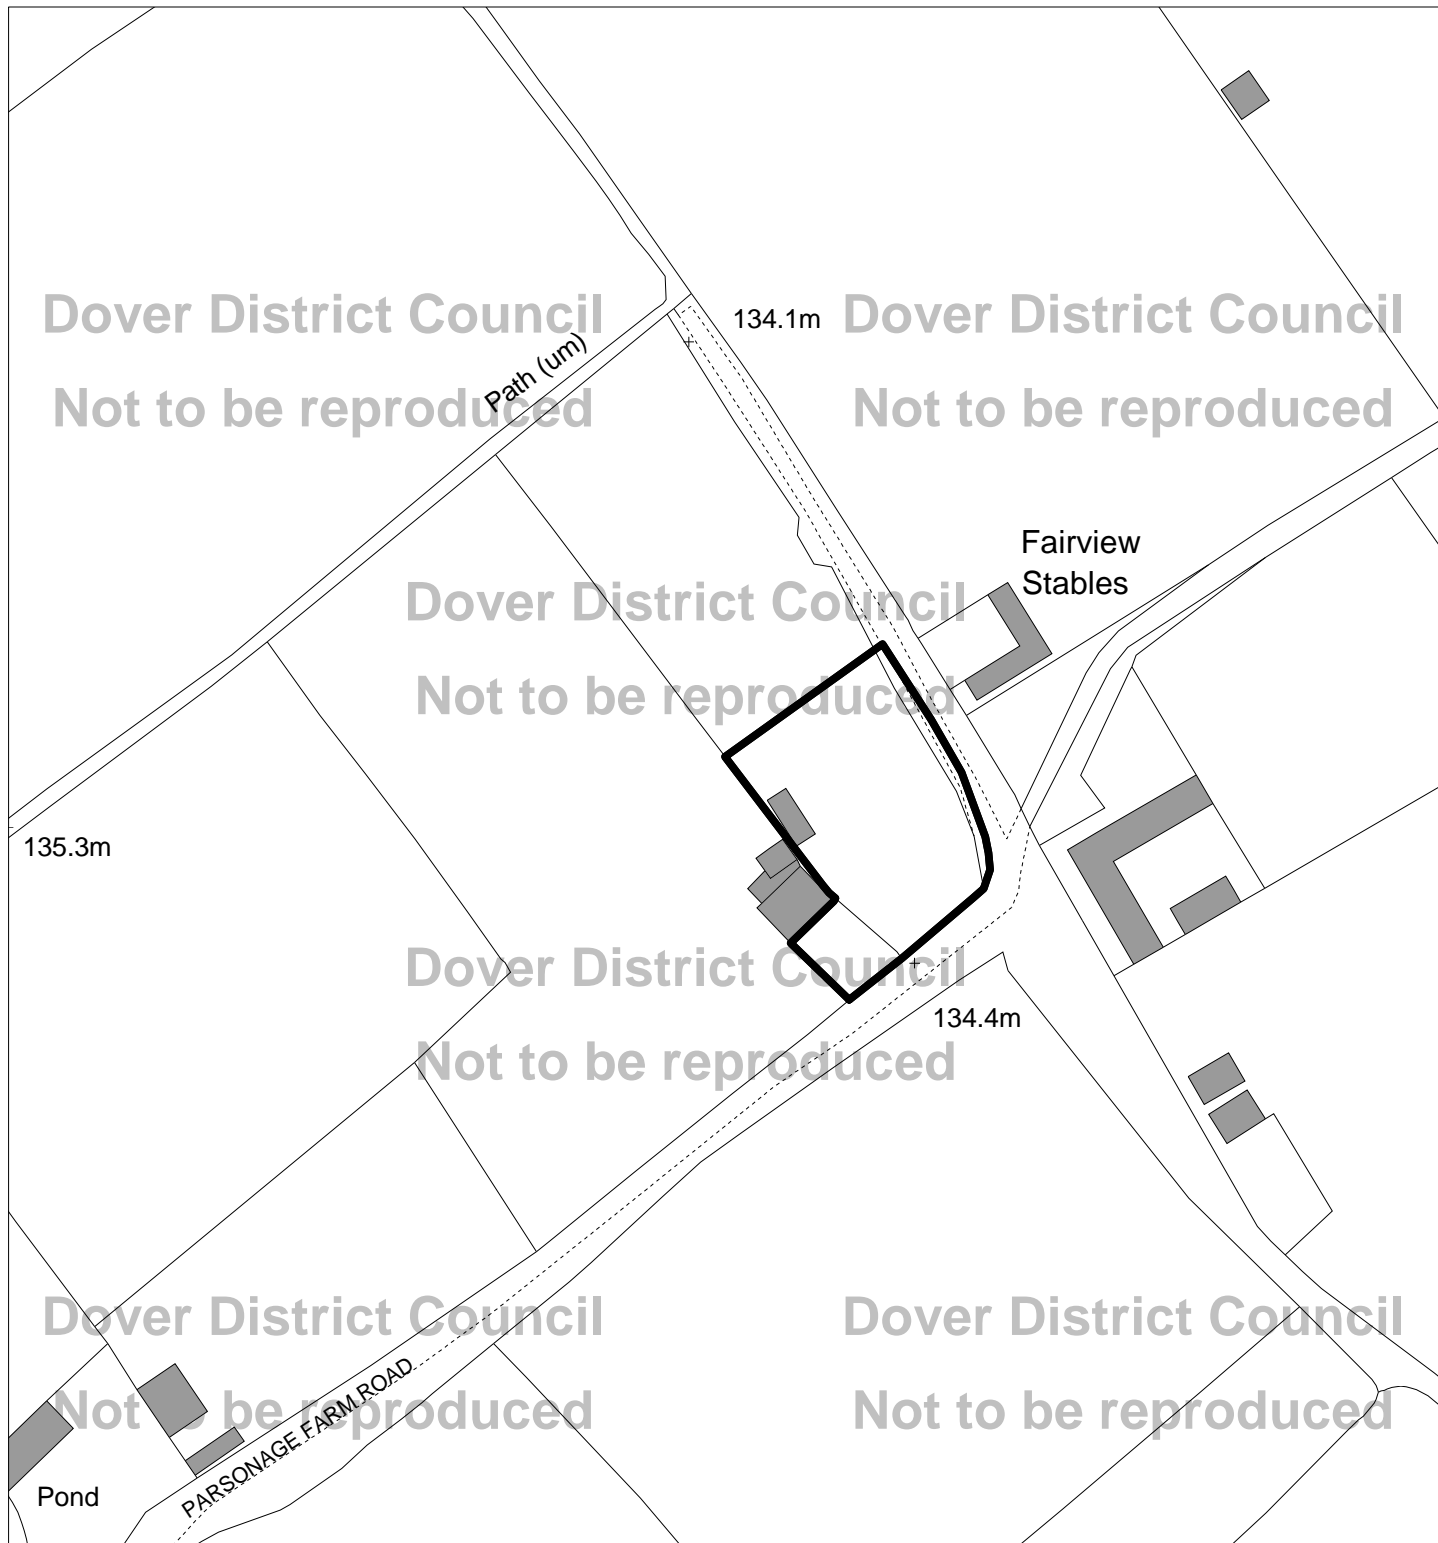 Dover District Council
Not to be reproduced
Dover District Council
Not to be reproduced
134.1m
Path (um)
Fairview
Stables
Dover District Council
Not to be reproduced
135.3m
Dover District Council
Not to be reproduced
134.4m
Dover District Council
Not to be reproduced
Dover District Council
Not to be reproduced
PARSONAGE FARM ROAD
Pond